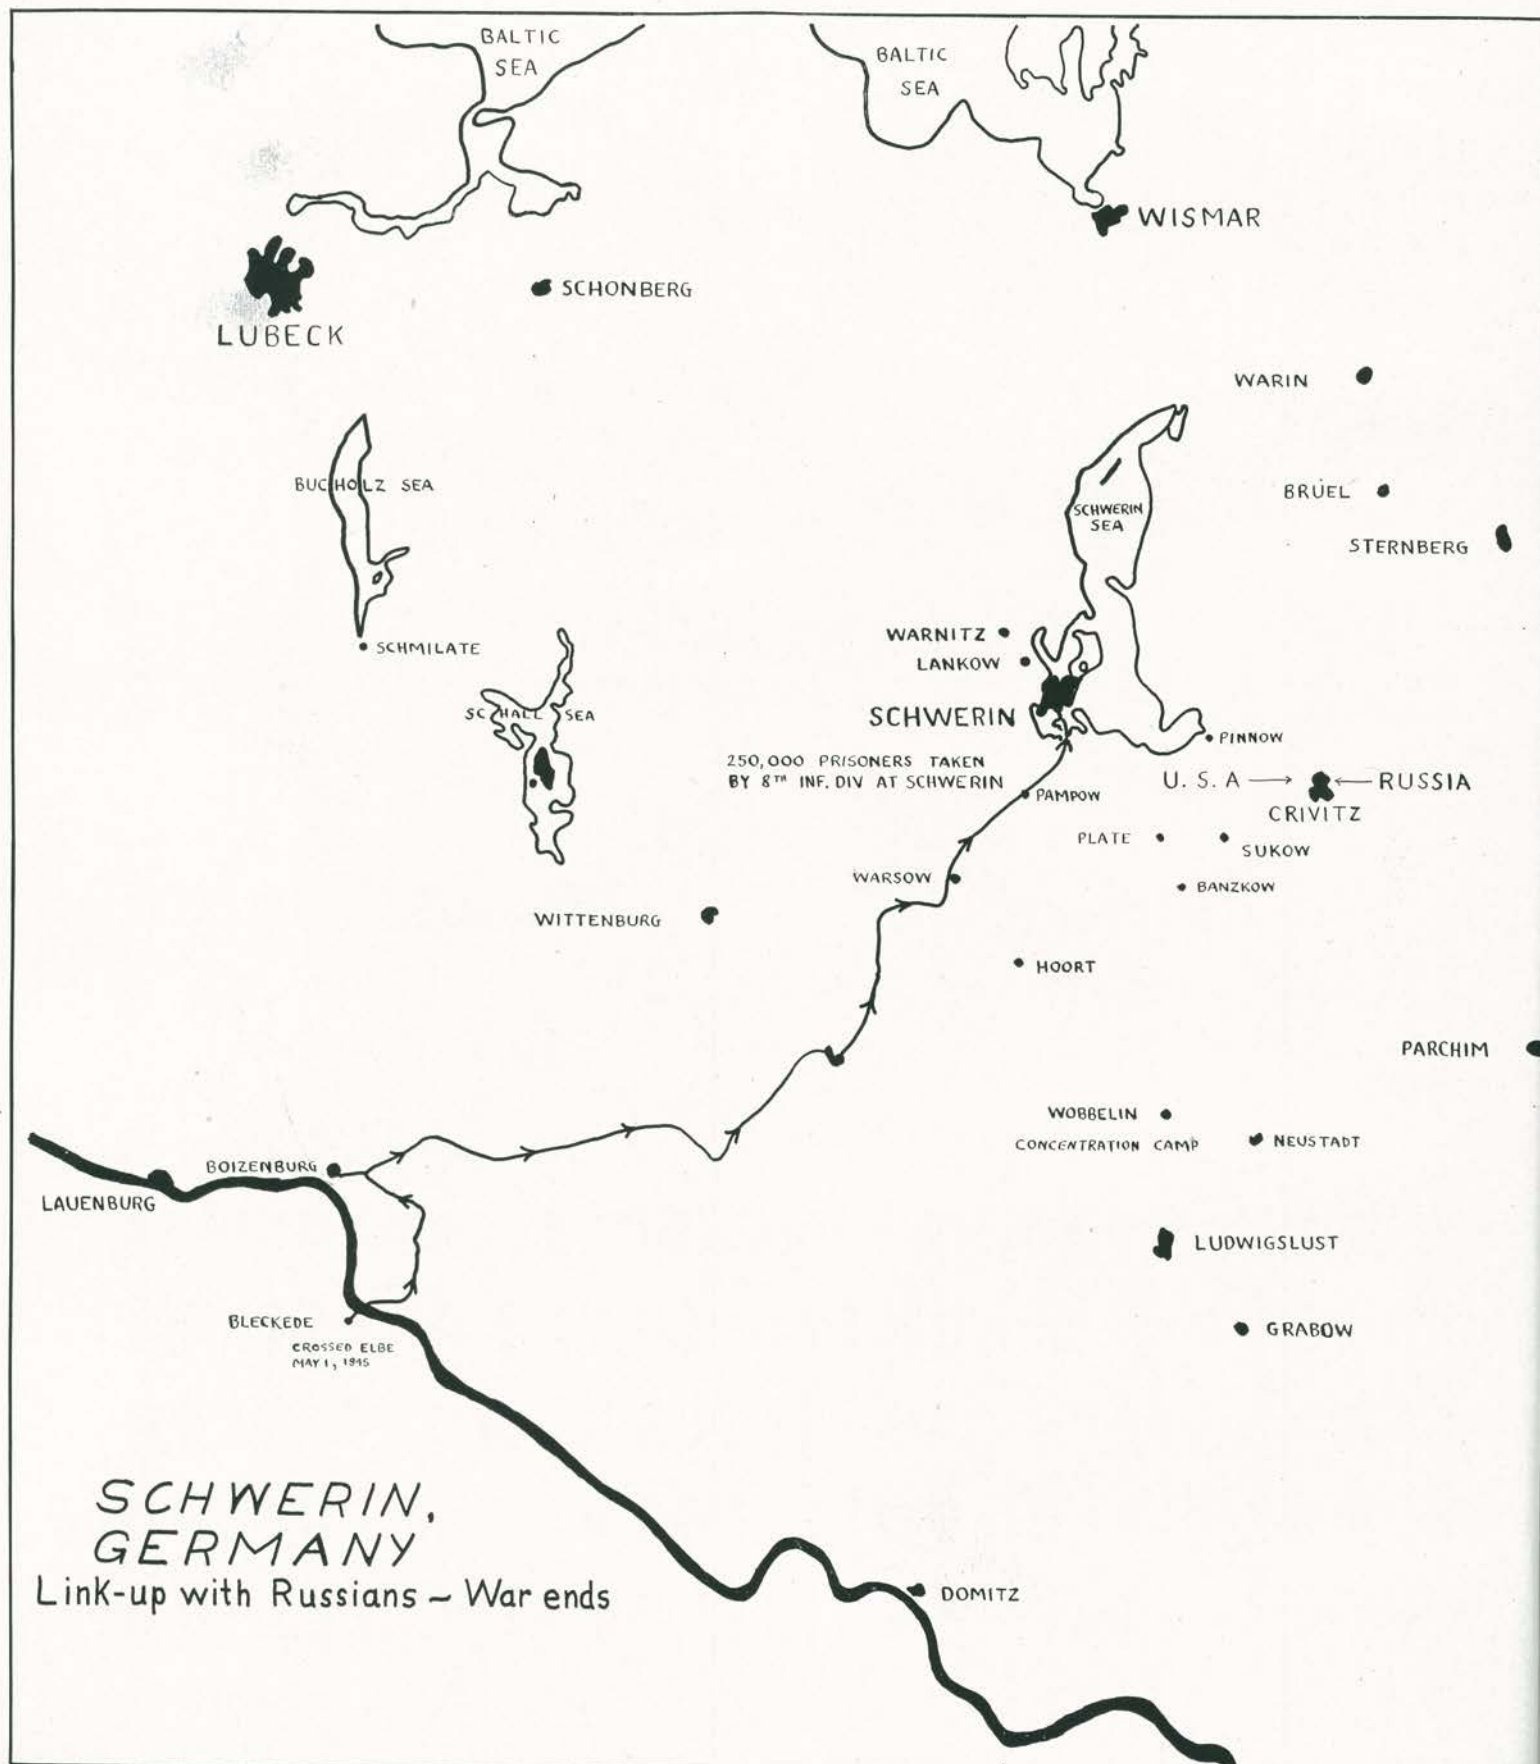 BALTIC
SEA
BALTIC
SEA
WISMAR
SCHONBERG
LUBECK
WARIN
BUCHOLZ SEA
BRÜEL
SCHWERIN
SEA
STERNBERG
WARNITZ
SCHMILATE
LANKOW
SCHALL SEA
SCHWERIN
PINNOW
250,000 PRISONERS TAKEN
BY 8TH INF. DIV AT SCHWERIN
U. S. A → ← RUSSIA
CRIVITZ
PAMPOW
PLATE
SUKOW
WARSOW
BANZKOW
WITTENBURG
HOORT
PARCHIM
WOBBELIN
CONCENTRATION CAMP
NEUSTADT
BOIZENBURG
LAUENBURG
LUDWIGSLUST
BLECKEDE
CROSSED ELBE
MAY 1, 1945
GRABOW
SCHWERIN,
GERMANY
Link-up with Russians ~ War ends
DOMITZ